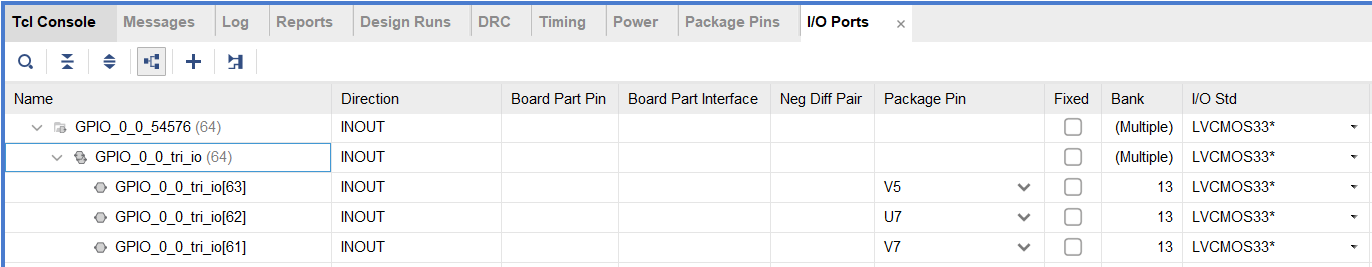 Tcl Console Messages Log Reports Design Runs DRC Timing Power Package Pins I/O Ports ×
Name Direction Board Part Pin Board Part Interface Neg Diff Pair Package Pin Fixed Bank I/O Std
GPIO_0_0_54576 (64) INOUT (Multiple) LVCMOS33*
GPIO_0_0_tri_io (64) INOUT (Multiple) LVCMOS33*
GPIO_0_0_tri_io[63] INOUT V5 13 LVCMOS33*
GPIO_0_0_tri_io[62] INOUT U7 13 LVCMOS33*
GPIO_0_0_tri_io[61] INOUT V7 13 LVCMOS33*